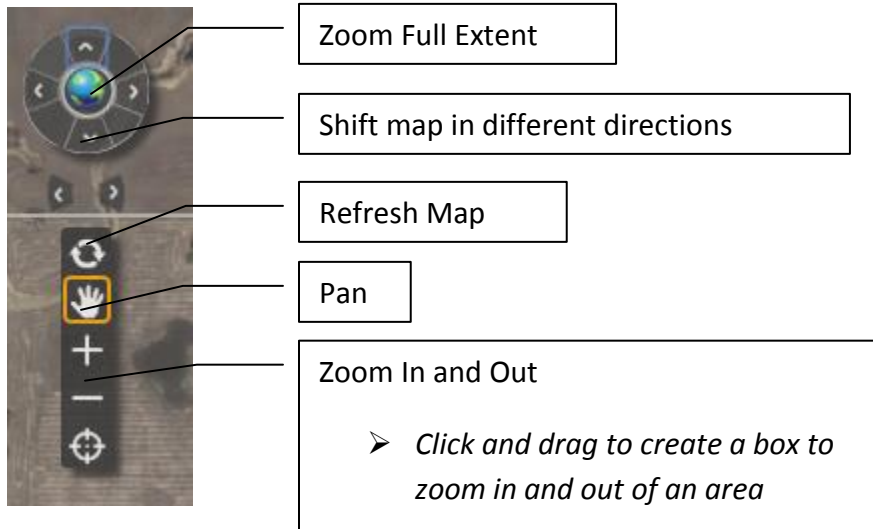 Zoom Full Extent
Shift map in different directions
Refresh Map
Pan
Zoom In and Out
➢ Click and drag to create a box to
zoom in and out of an area